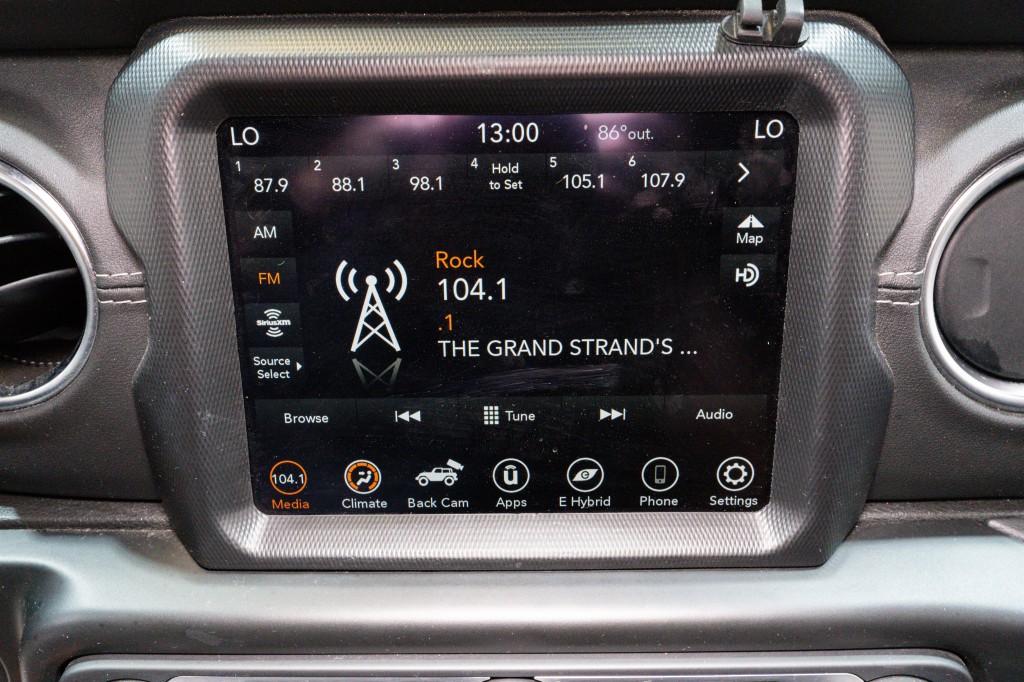 LO 13:00 86°out. LO
1 87.9 2 88.1 3 98.1 4 Hold to Set 5 105.1 6 107.9
AM
Map
FM
HD
SiriusXM
Source
Select
Rock
104.1
.1
THE GRAND STRAND'S ...
Browse Tune Audio
104.1 ū e
Media Climate Back Cam Apps E Hybrid Phone Settings